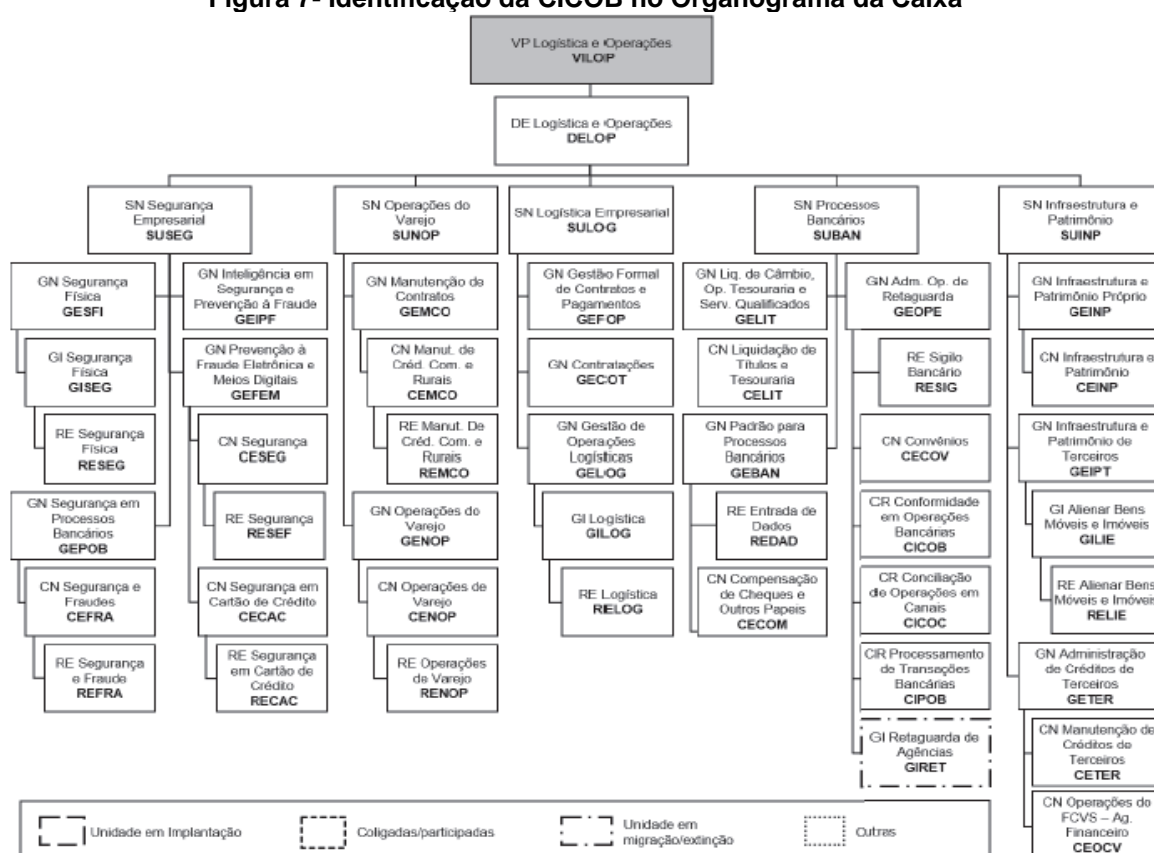 Figura 7- Identificação da CICOB no Organograma da Caixa
VP Logística e Operações
VILOP
DE Logística e Operações
DELOP
SN Segurança
Empresarial
SUSEG
SN Operações do
Varejo
SUNOP
SN Logística Empresarial
SULOG
SN Processos
Bancários
SUBAN
SN Infraestrutura e
Patrimônio
SUINP
GN Segurança
Física
GESFI
GI Segurança
Física
GISEG
RE Segurança
Física
RESEG
GN Segurança em
Processos
Bancários
GEPOB
CN Segurança e
Fraudes
CEFRA
RE Segurança
e Fraude
REFRA
GN Inteligência em
Segurança e
Prevenção à Fraude
GEIPF
GN Prevenção à
Fraude Eletrônica e
Meios Digitais
GEFEM
CN Segurança
CESEG
RE Segurança
RESEF
CN Segurança em
Cartão de Crédito
CECAC
RE Segurança
em Cartão de
Crédito
RECAC
GN Manutenção de
Contratos
GEMCO
CN Manut. de
Créd. Com. e
Rurais
CEMCO
RE Manut. De
Créd. Com. e
Rurais
REMCO
GN Operações do
Varejo
GENOP
CN Operações de
Varejo
CENOP
RE Operações
de Varejo
RENOP
GN Gestão Formal
de Contratos e
Pagamentos
GEFOP
GN Contratações
GECOT
GN Gestão de
Operações
Logísticas
GELOG
GI Logística
GILOG
RE Logística
RIELOG
GN Liq. de Câmbio,
Op. Tesouraria e
Serv. Qualificados
GELIT
CN Liquidação de
Títulos e
Tesouraria
CELIT
GN Padrão para
Processos
Bancários
GEBAN
RE Entrada de
Dados
REDAD
CN Compensação
de Cheques e
Outros Papeis
CECOM
GN Adm. Op. de
Retaguarda
GEOPE
RE Sigilo
Bancário
RESIG
CN Convênios
CECOV
CR Conformidade
em Operações
Bancárias
CICOB
CR Conciliação
de Operações em
Canais
CICOC
CIR Processamento
de Transações
Bancárias
CIPOB
GI Retaguarda de
Agências
GIRET
GN Infraestrutura e
Patrimônio Próprio
GEINP
CN Infraestrutura e
Patrimônio
CEINP
GN Infraestrutura e
Patrimônio de
Terceiros
GEIPT
GI Alienar Bens
Móveis e Imóveis
GILIE
RE Alienar Bens
Móveis e Imóveis
RELIE
GN Administração
de Créditos de
Terceiros
GETER
CN Manutenção de
Créditos de
Terceiros
CETER
CN Operações do
FCVS – Ag.
Financeiro
CEOCV
Unidade em Implantação
Coligadas/participadas
Unidade em
migração/extinção
Outras